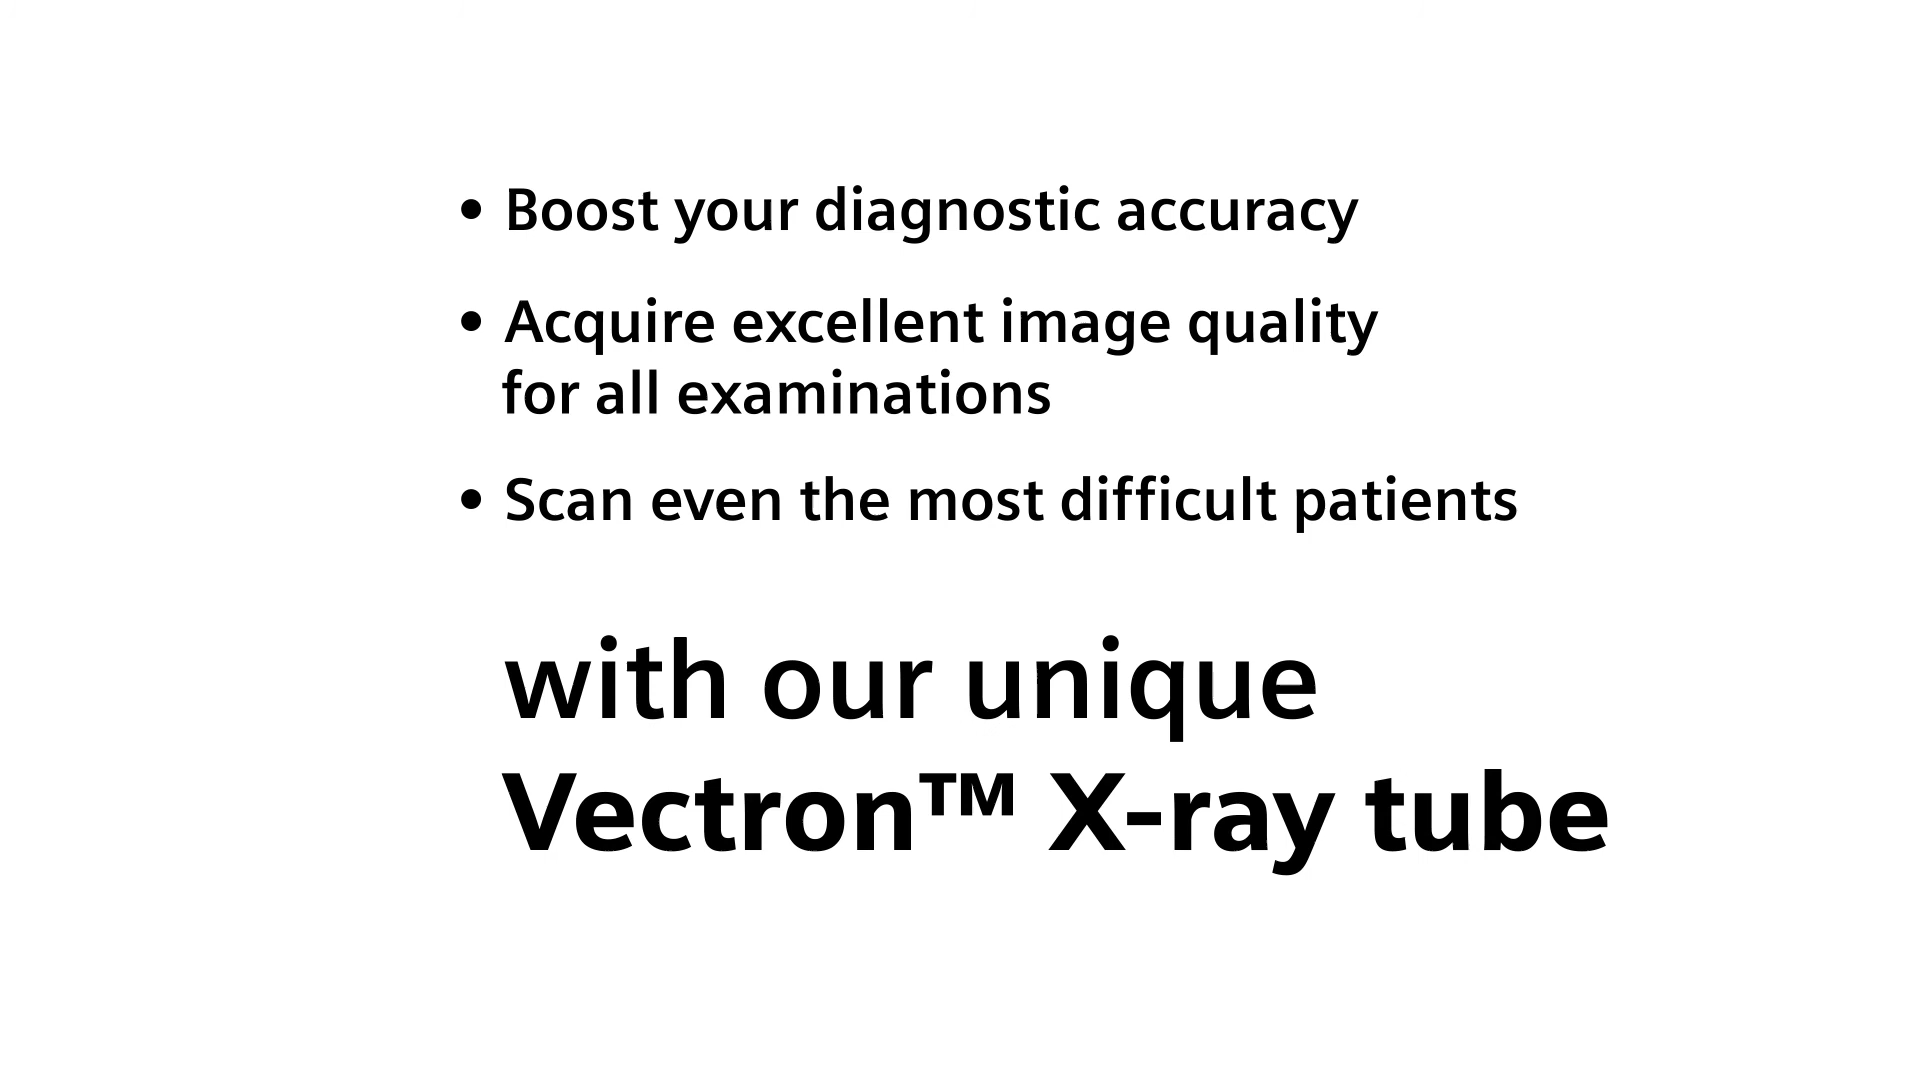 • Boost your diagnostic accuracy
• Acquire excellent image quality
for all examinations
• Scan even the most difficult patients
with our unique
Vectron™ X-ray tube